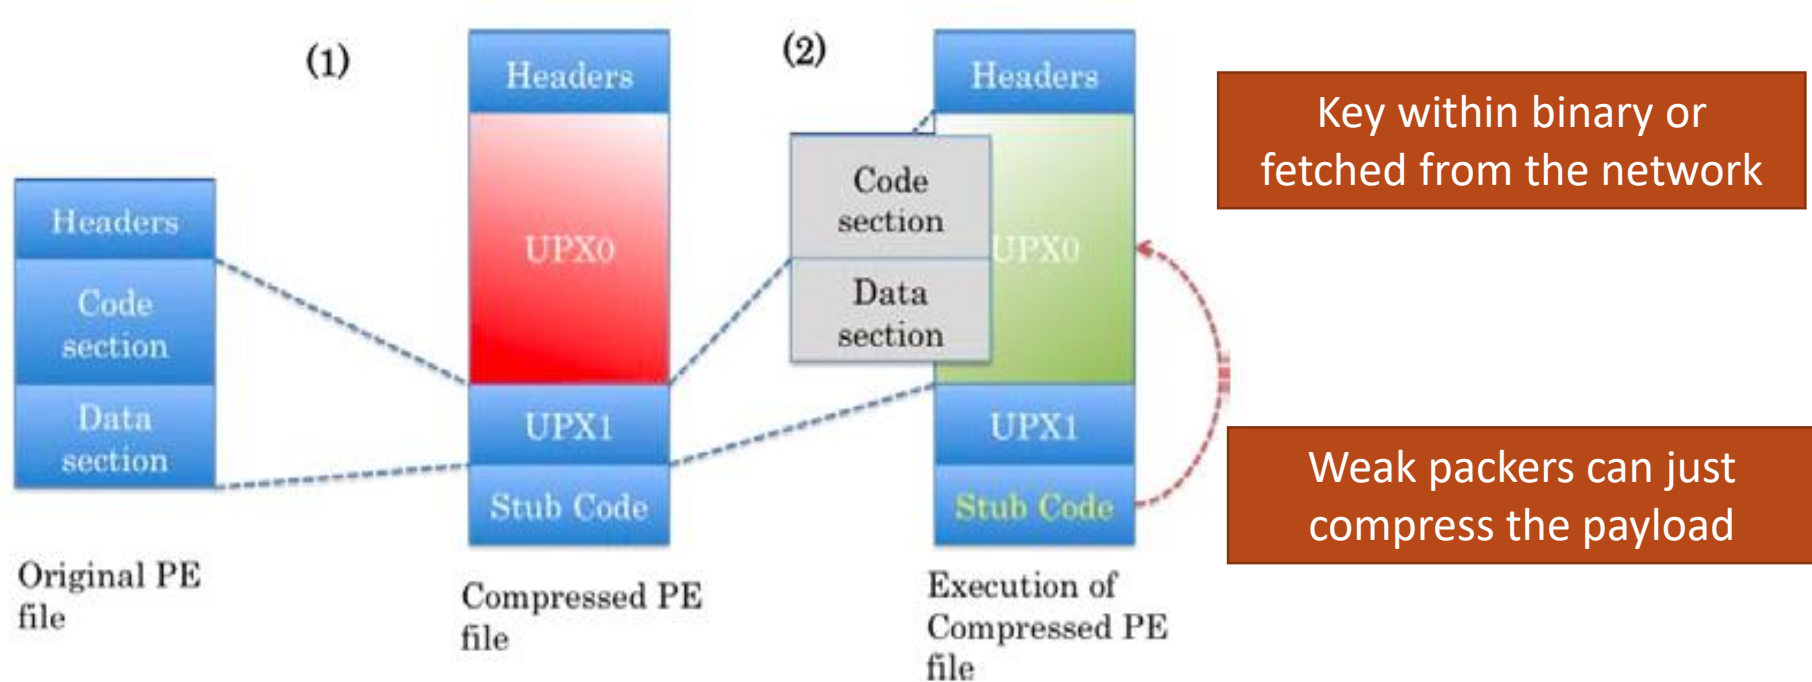 (1)
(2)
Headers
Code
section
Data
section
Original PE
file
Headers
UPX0
UPX1
Stub Code
Compressed PE
file
Headers
Code
section
Data
section
UPX0
UPX1
Stub Code
Execution of
Compressed PE
file
Key within binary or
fetched from the network
Weak packers can just
compress the payload